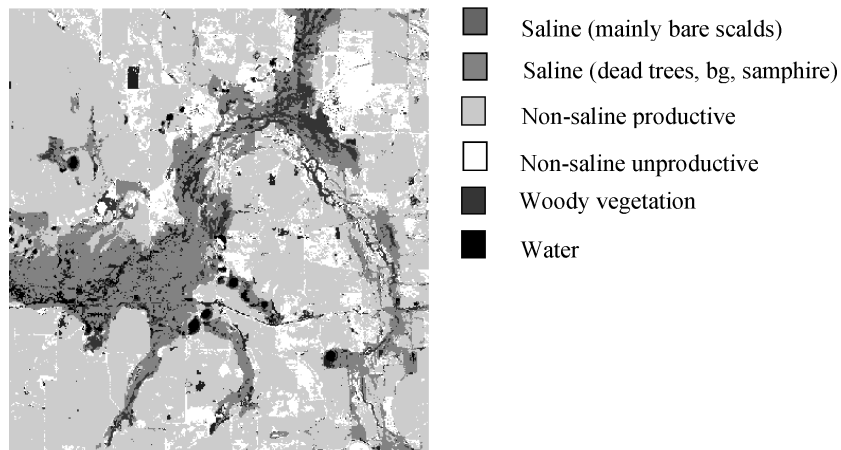 Saline (mainly bare scalds)
Saline (dead trees, bg, samphire)
Non-saline productive
Non-saline unproductive
Woody vegetation
Water